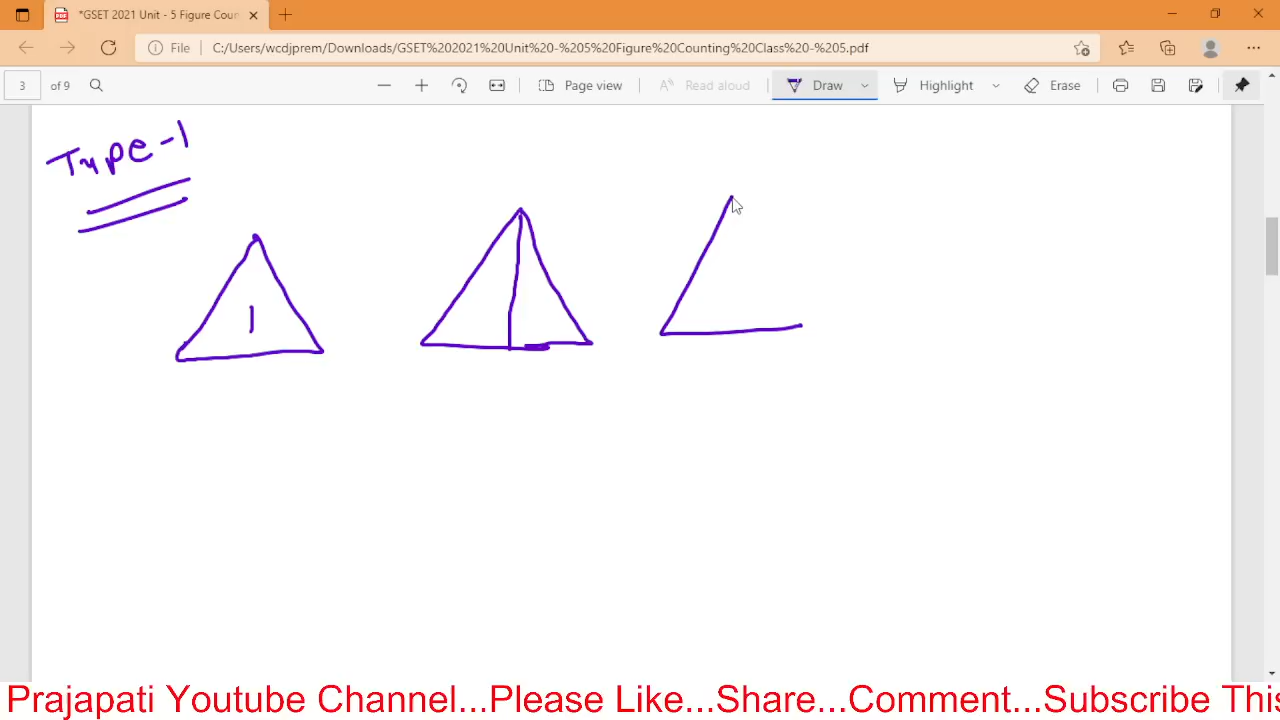 *GSET 2021 Unit - 5 Figure Coun
File C:/Users/wcdjprem/Downloads/GSET%202021%20Unit%20-%205%20Figure%20Counting%20Class%20-%205.pdf
3 of 9 Page view Read aloud Draw Highlight Erase
Type-1
1
Prajapati Youtube Channel...Please Like...Share...Comment...Subscribe This